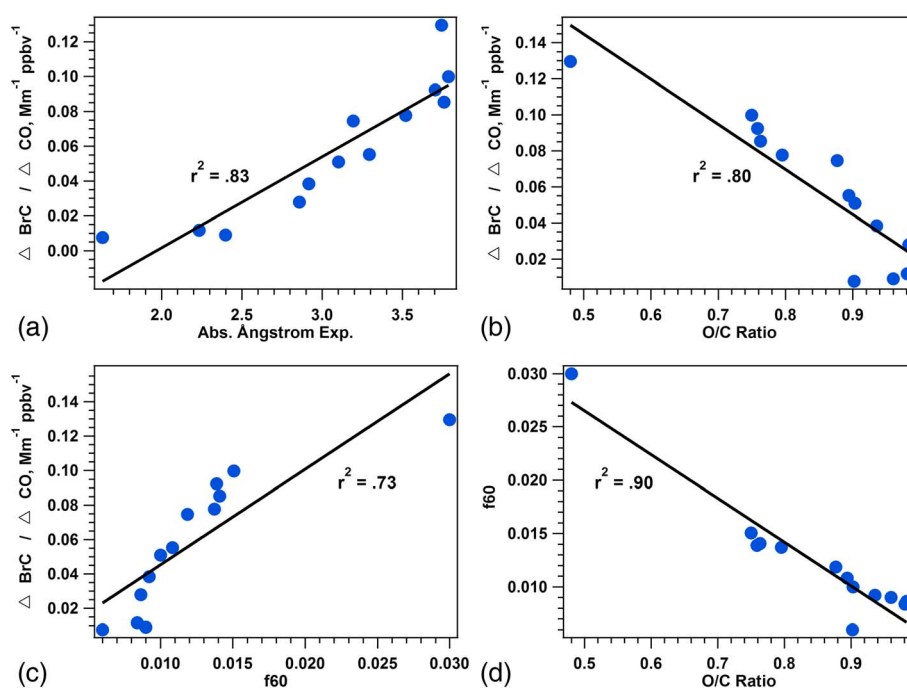 △ BrC / △ CO, Mm⁻¹ ppbv⁻¹
0.12
0.10
0.08
0.06
0.04
0.02
0.00
r² = .83
2.0 2.5 3.0 3.5
(a) Abs. Ångstrom Exp.
△ BrC / △ CO, Mm⁻¹ ppbv⁻¹
0.14
0.12
0.10
0.08
0.06
0.04
0.02
r² = .80
0.5 0.6 0.7 0.8 0.9
(b) O/C Ratio
△ BrC / △ CO, Mm⁻¹ ppbv⁻¹
0.14
0.12
0.10
0.08
0.06
0.04
0.02
r² = .73
0.010 0.015 0.020 0.025 0.030
(c) f60
f60
0.030
0.025
0.020
0.015
0.010
r² = .90
0.5 0.6 0.7 0.8 0.9
(d) O/C Ratio